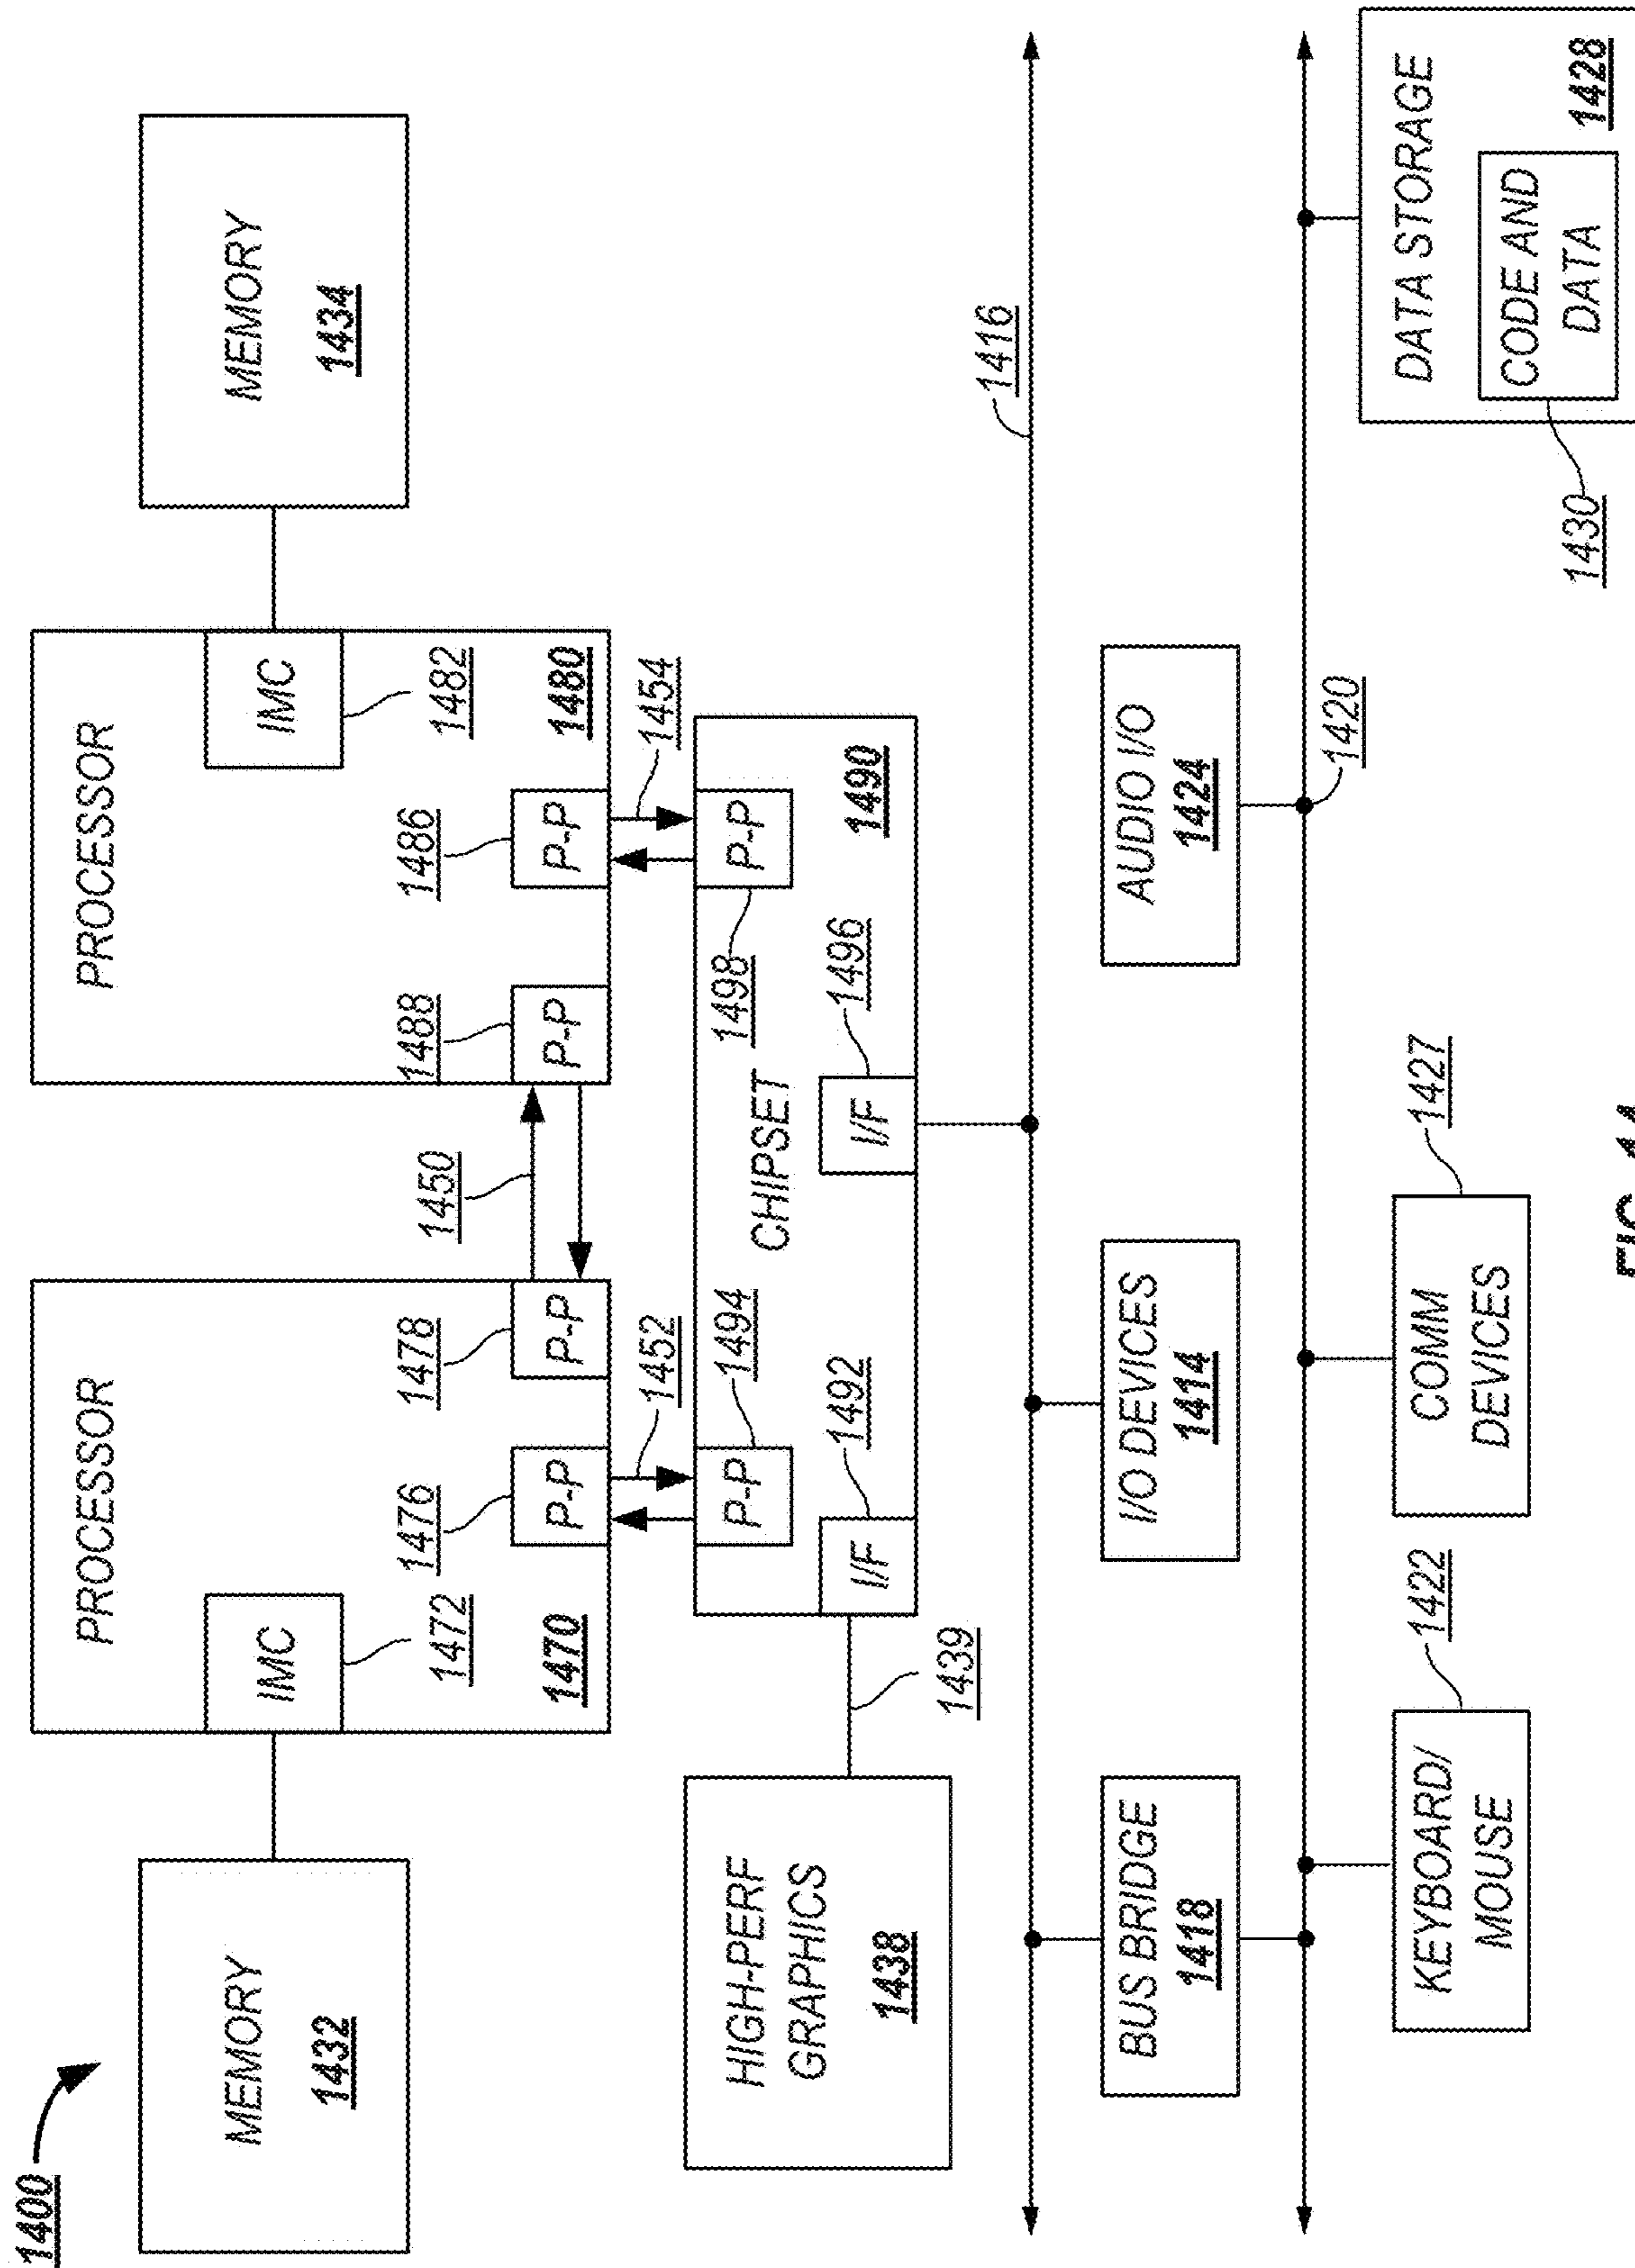 1400
MEMORY
1432
PROCESSOR
IMC
1472
1470
1476
P-P
1478
P-P
1450
PROCESSOR
1488
P-P
1486
P-P
IMC
1482
1480
MEMORY
1434
1452
1454
HIGH-PERF
GRAPHICS
1438
1439
P-P
1494
I/F
1492
CHIPSET
1498
P-P
I/F
1496
1490
1416
BUS BRIDGE
1418
I/O DEVICES
1414
AUDIO I/O
1424
1420
KEYBOARD/
MOUSE
1422
COMM
DEVICES
1427
DATA STORAGE
CODE AND
DATA
1428
1430